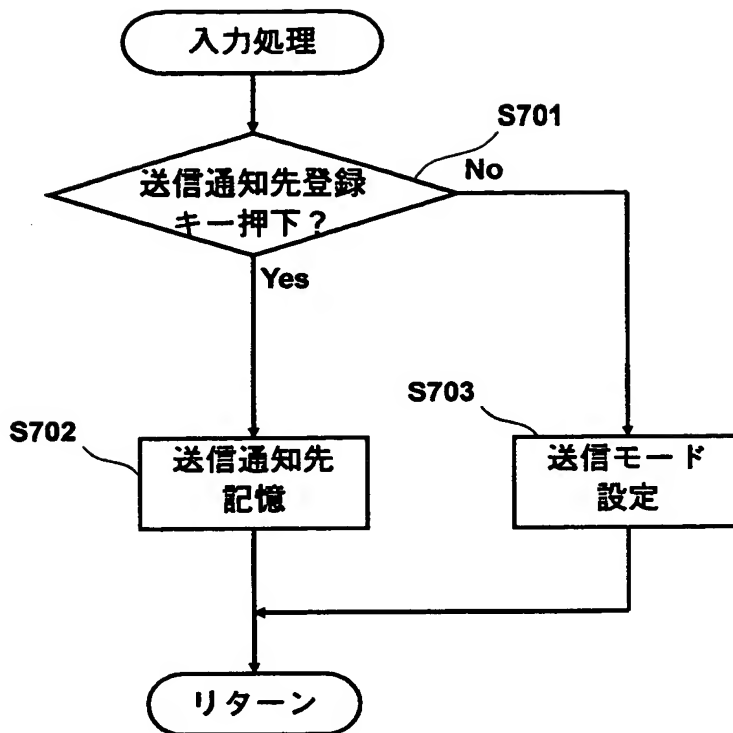 入力処理
S701
送信通知先登録
キー押下？
No
Yes
S702
送信通知先
記憶
S703
送信モード
設定
リターン